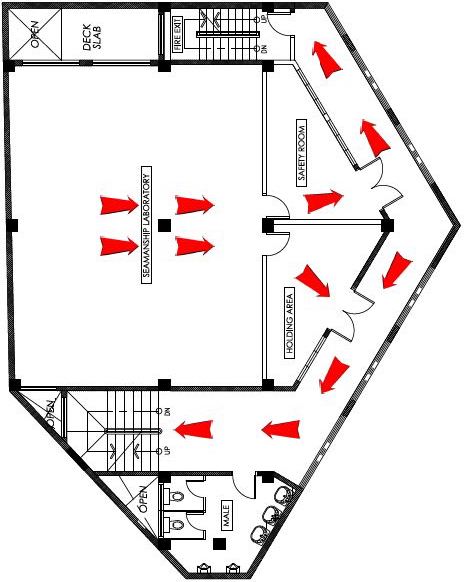 OPEN
DECK
SLAB
FIRE EXIT
UP
DN
SAFETY ROOM
SEAMANSHIP LABORATORY
HOLDING AREA
OPEN
DN
UP
OPEN
MALE